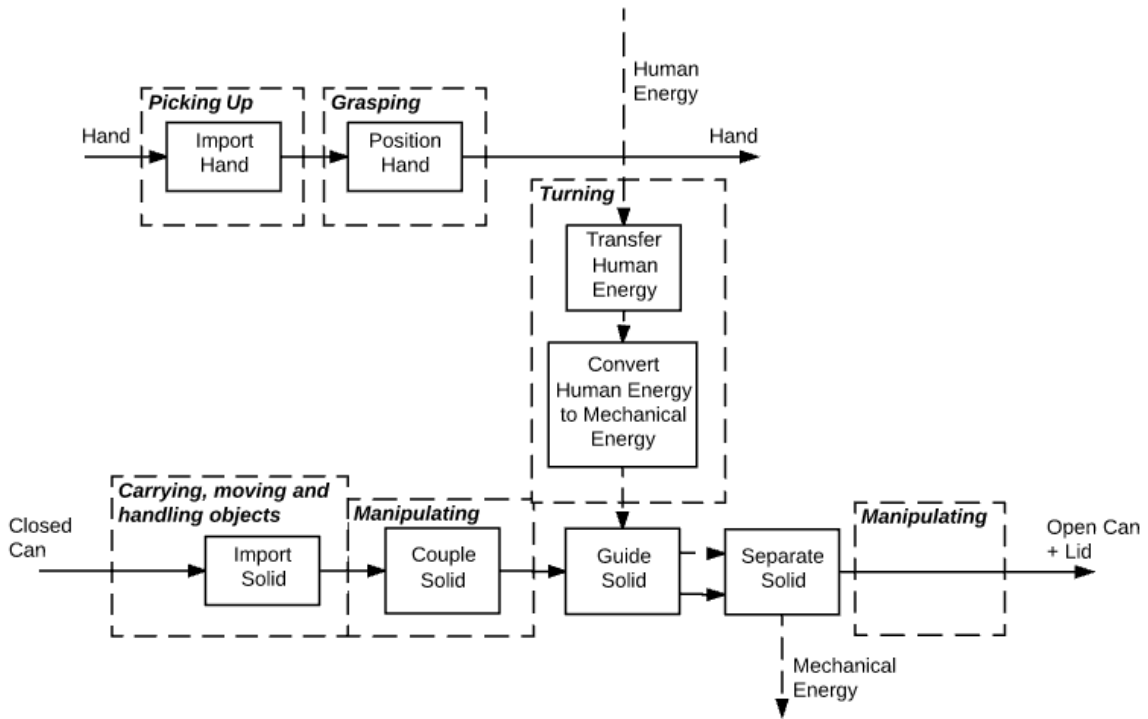 Human
Energy
Picking Up
Grasping
Hand
Import
Hand
Position
Hand
Hand
Turning
Transfer
Human
Energy
Convert
Human Energy
to Mechanical
Energy
Carrying, moving and
handling objects
Manipulating
Manipulating
Closed
Can
Import
Solid
Couple
Solid
Guide
Solid
Separate
Solid
Open Can
+ Lid
Mechanical
Energy